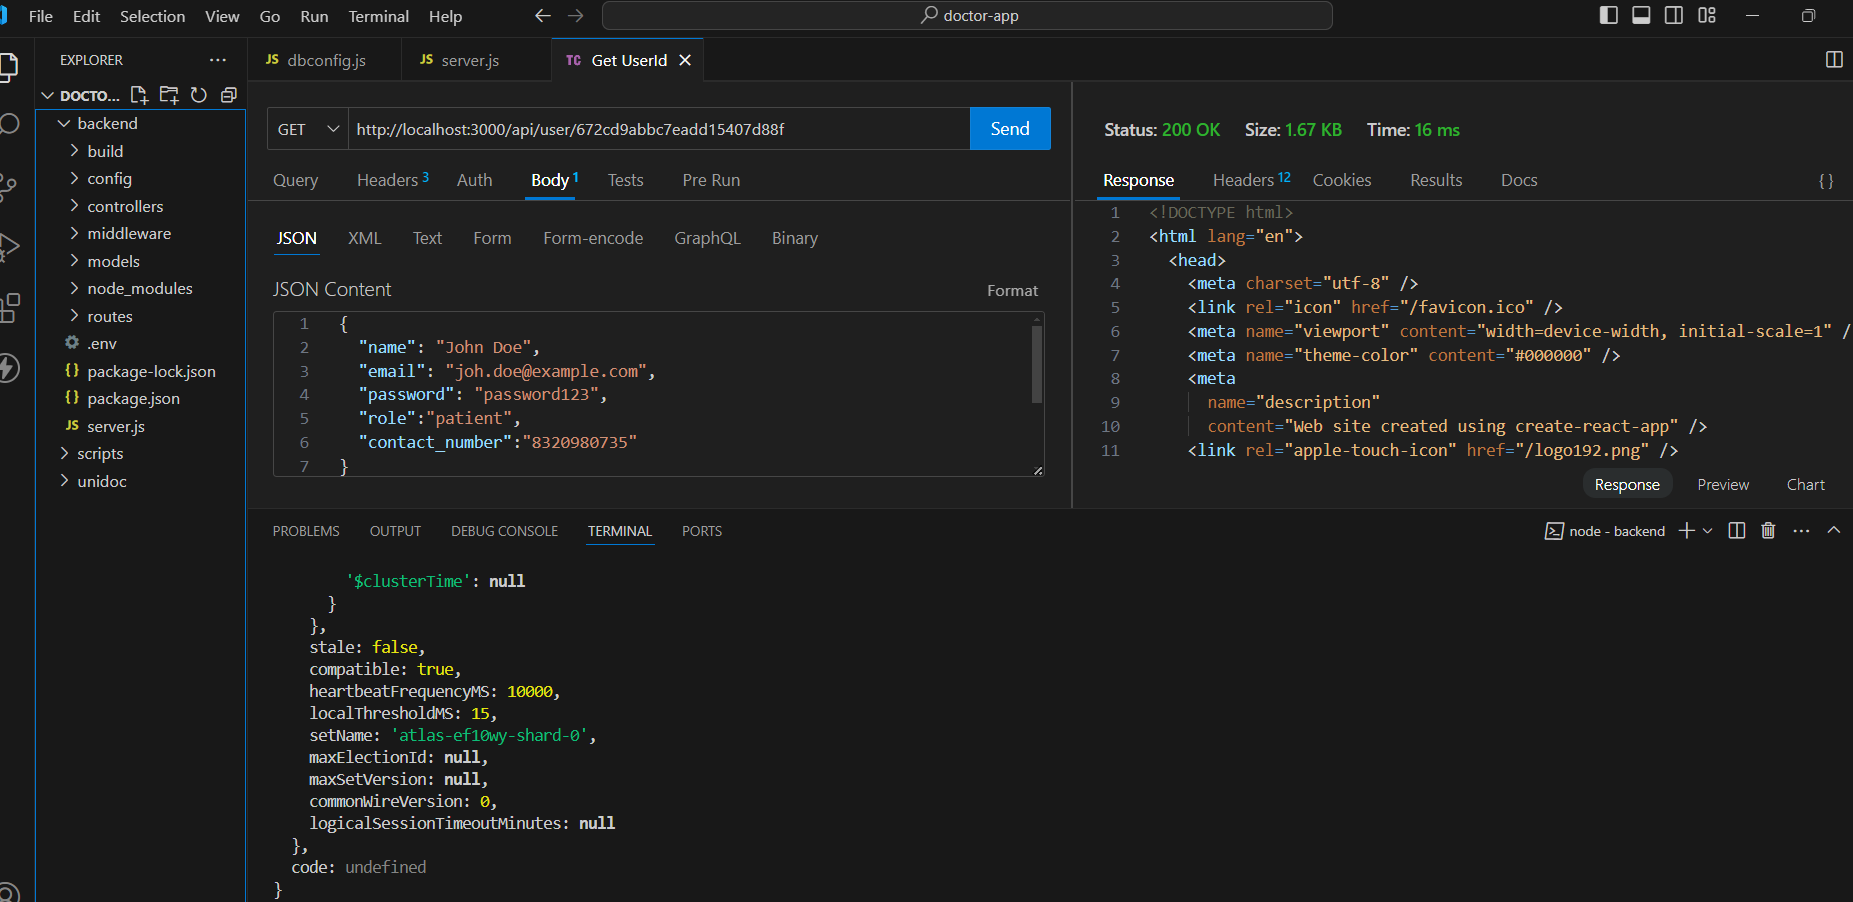 File Edit Selection View Go Run Terminal Help
doctor-app
EXPLORER
DOCTO...
backend
build
config
controllers
middleware
models
node_modules
routes
.env
{} package-lock.json
{} package.json
JS server.js
scripts
unidoc
JS dbconfig.js
JS server.js
TC Get UserId
GET http://localhost:3000/api/user/672cd9abbc7eadd15407d88f Send
Query Headers 3 Auth Body 1 Tests Pre Run
JSON XML Text Form Form-encode GraphQL Binary
JSON Content
Format
1 {
2 "name": "John Doe",
3 "email": "joh.doe@example.com",
4 "password": "password123",
5 "role":"patient",
6 "contact_number":"8320980735"
7 }
Status: 200 OK Size: 1.67 KB Time: 16 ms
Response Headers 12 Cookies Results Docs {}
1 <!DOCTYPE html>
2 <html lang="en">
3 <head>
4 <meta charset="utf-8" />
5 <link rel="icon" href="/favicon.ico" />
6 <meta name="viewport" content="width=device-width, initial-scale=1" /
7 <meta name="theme-color" content="#000000" />
8 <meta
9 name="description"
10 content="Web site created using create-react-app" />
11 <link rel="apple-touch-icon" href="/logo192.png" />
Response Preview Chart
PROBLEMS OUTPUT DEBUG CONSOLE TERMINAL PORTS
node - backend
'$clusterTime': null
}
},
stale: false,
compatible: true,
heartbeatFrequencyMS: 10000,
localThresholdMS: 15,
setName: 'atlas-ef10wy-shard-0',
maxElectionId: null,
maxSetVersion: null,
commonWireVersion: 0,
logicalSessionTimeoutMinutes: null
},
code: undefined
}